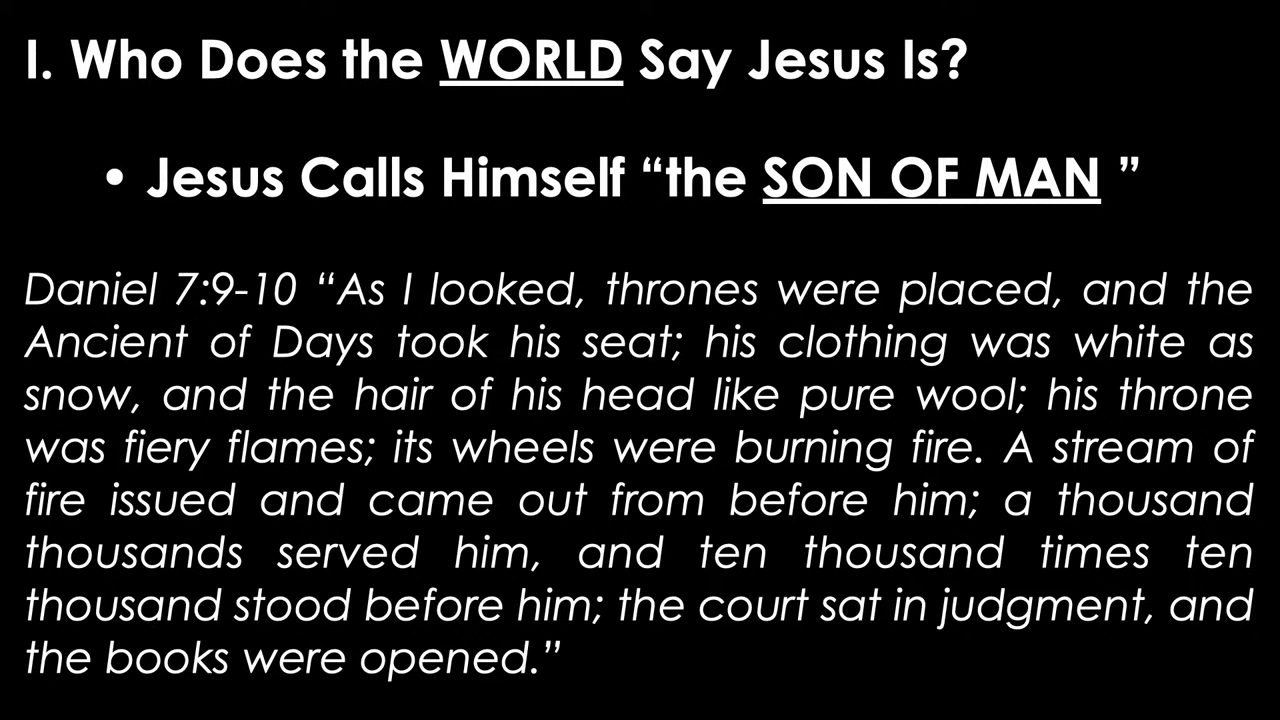 I. Who Does the WORLD Say Jesus Is?
• Jesus Calls Himself “the SON OF MAN ”
Daniel 7:9-10 “As I looked, thrones were placed, and the
Ancient of Days took his seat; his clothing was white as
snow, and the hair of his head like pure wool; his throne
was fiery flames; its wheels were burning fire. A stream of
fire issued and came out from before him; a thousand
thousands served him, and ten thousand times ten
thousand stood before him; the court sat in judgment, and
the books were opened.”